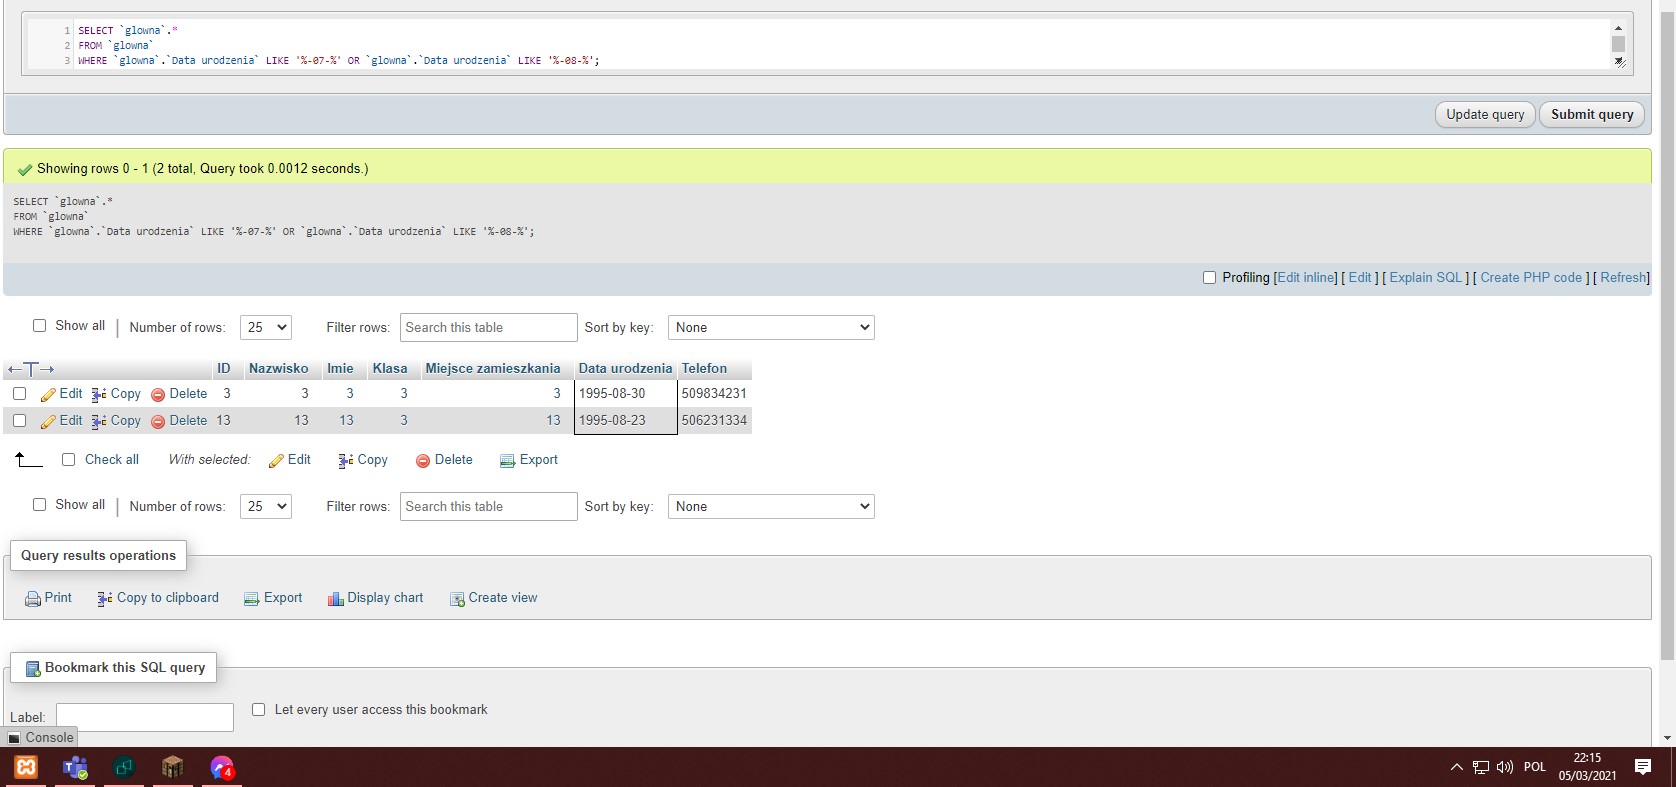 1 SELECT `glowna`.*
2 FROM `glowna`
3 WHERE `glowna`.`Data urodzenia` LIKE '%-07-%' OR `glowna`.`Data urodzenia` LIKE '%-08-%';
Update query Submit query
Showing rows 0 - 1 (2 total, Query took 0.0012 seconds.)
SELECT `glowna`.*
FROM `glowna`
WHERE `glowna`.`Data urodzenia` LIKE '%-07-%' OR `glowna`.`Data urodzenia` LIKE '%-08-%';
Profiling [Edit inline] [ Edit ] [ Explain SQL ] [ Create PHP code ] [ Refresh]
Show all | Number of rows: 25 Filter rows: Search this table Sort by key: None
←T→ ID Nazwisko Imie Klasa Miejsce zamieszkania Data urodzenia Telefon
Edit Copy Delete 3 3 3 3 3 1995-08-30 509834231
Edit Copy Delete 13 13 13 3 13 1995-08-23 506231334
Check all With selected: Edit Copy Delete Export
Show all | Number of rows: 25 Filter rows: Search this table Sort by key: None
Query results operations
Print Copy to clipboard Export Display chart Create view
Bookmark this SQL query
Label: Let every user access this bookmark
Console
4 POL 22:15
05/03/2021